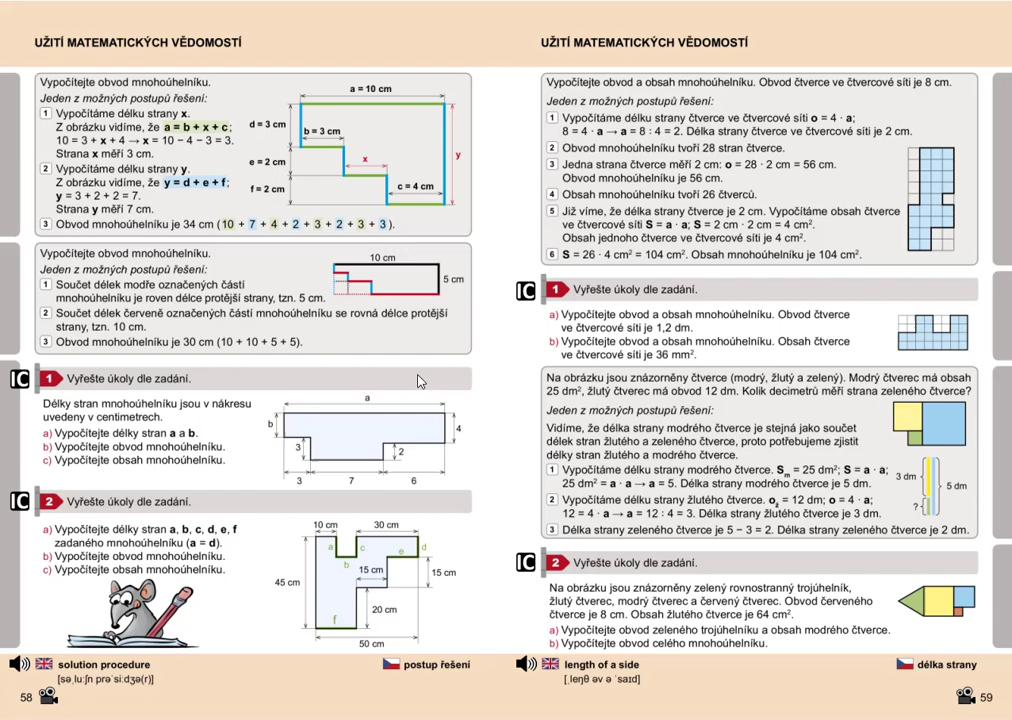 UŽITÍ MATEMATICKÝCH VĚDOMOSTÍ
Vypočítejte obvod mnohoúhelníku.
Jeden z možných postupů řešení:
1 Vypočítáme délku strany x.
Z obrázku vidíme, že a = b + x + c;
10 = 3 + x + 4 → x = 10 − 4 − 3 = 3.
Strana x měří 3 cm.
2 Vypočítáme délku strany y.
Z obrázku vidíme, že y = d + e + f;
y = 3 + 2 + 2 = 7.
Strana y měří 7 cm.
3 Obvod mnohoúhelníku je 34 cm (10 + 7 + 4 + 2 + 3 + 2 + 3 + 3).
a = 10 cm
d = 3 cm
b = 3 cm
e = 2 cm
x
y
f = 2 cm
c = 4 cm
Vypočítejte obvod mnohoúhelníku.
Jeden z možných postupů řešení:
1 Součet délek modře označených částí
mnohoúhelníku je roven délce protější strany, tzn. 5 cm.
2 Součet délek červeně označených částí mnohoúhelníku se rovná délce protější
strany, tzn. 10 cm.
3 Obvod mnohoúhelníku je 30 cm (10 + 10 + 5 + 5).
10 cm
5 cm
IC 1 Vyřešte úkoly dle zadání.
Délky stran mnohoúhelníku jsou v nákresu
uvedeny v centimetrech.
a) Vypočítejte délky stran a a b.
b) Vypočítejte obvod mnohoúhelníku.
c) Vypočítejte obsah mnohoúhelníku.
a
b
4
3
2
3 7 6
IC 2 Vyřešte úkoly dle zadání.
a) Vypočítejte délky stran a, b, c, d, e, f
zadaného mnohoúhelníku (a = d).
b) Vypočítejte obvod mnohoúhelníku.
c) Vypočítejte obsah mnohoúhelníku.
10 cm 30 cm
a c e d
b
15 cm
15 cm
45 cm
20 cm
f
50 cm
solution procedure
[səˌluːʃn prəˈsiːdʒə(r)]
postup řešení
58
UŽITÍ MATEMATICKÝCH VĚDOMOSTÍ
Vypočítejte obvod a obsah mnohoúhelníku. Obvod čtverce ve čtvercové síti je 8 cm.
Jeden z možných postupů řešení:
1 Vypočítáme délku strany čtverce ve čtvercové síti o = 4 · a;
8 = 4 · a → a = 8 : 4 = 2. Délka strany čtverce ve čtvercové síti je 2 cm.
2 Obvod mnohoúhelníku tvoří 28 stran čtverce.
3 Jedna strana čtverce měří 2 cm: o = 28 · 2 cm = 56 cm.
Obvod mnohoúhelníku je 56 cm.
4 Obsah mnohoúhelníku tvoří 26 čtverců.
5 Již víme, že délka strany čtverce je 2 cm. Vypočítáme obsah čtverce
ve čtvercové síti S = a · a; S = 2 cm · 2 cm = 4 cm².
Obsah jednoho čtverce ve čtvercové síti je 4 cm².
6 S = 26 · 4 cm² = 104 cm². Obsah mnohoúhelníku je 104 cm².
IC 1 Vyřešte úkoly dle zadání.
a) Vypočítejte obvod a obsah mnohoúhelníku. Obvod čtverce
ve čtvercové síti je 1,2 dm.
b) Vypočítejte obvod a obsah mnohoúhelníku. Obsah čtverce
ve čtvercové síti je 36 mm².
Na obrázku jsou znázorněny čtverce (modrý, žlutý a zelený). Modrý čtverec má obsah
25 dm², žlutý čtverec má obvod 12 dm. Kolik decimetrů měří strana zeleného čtverce?
Jeden z možných postupů řešení:
Vidíme, že délka strany modrého čtverce je stejná jako součet
délek stran žlutého a zeleného čtverce, proto potřebujeme zjistit
délky stran žlutého a modrého čtverce.
1 Vypočítáme délku strany modrého čtverce. Sm = 25 dm²; S = a · a;
25 dm² = a · a → a = 5. Délka strany modrého čtverce je 5 dm.
2 Vypočítáme délku strany žlutého čtverce. ož = 12 dm; o = 4 · a;
12 = 4 · a → a = 12 : 4 = 3. Délka strany žlutého čtverce je 3 dm.
3 Délka strany zeleného čtverce je 5 − 3 = 2. Délka strany zeleného čtverce je 2 dm.
3 dm
5 dm
?
IC 2 Vyřešte úkoly dle zadání.
Na obrázku jsou znázorněny zelený rovnostranný trojúhelník,
žlutý čtverec, modrý čtverec a červený čtverec. Obvod červeného
čtverce je 8 cm. Obsah žlutého čtverce je 64 cm².
a) Vypočítejte obvod zeleného trojúhelníku a obsah modrého čtverce.
b) Vypočítejte obvod celého mnohoúhelníku.
length of a side
[ˌleŋθ əv ə ˈsaɪd]
délka strany
59